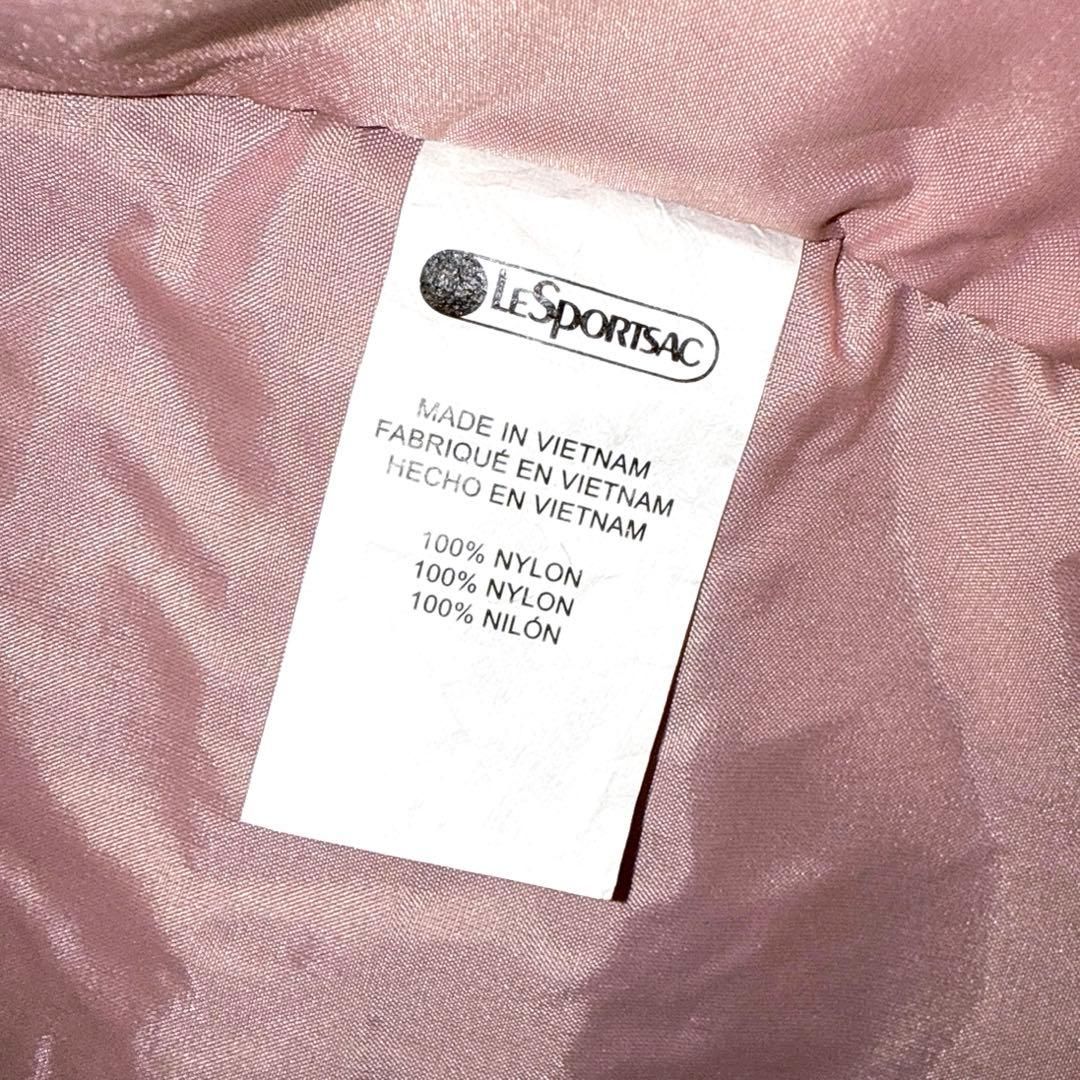 LESPORTSAC
MADE IN VIETNAM
FABRIQUÉ EN VIETNAM
HECHO EN VIETNAM
100% NYLON
100% NYLON
100% NILÓN